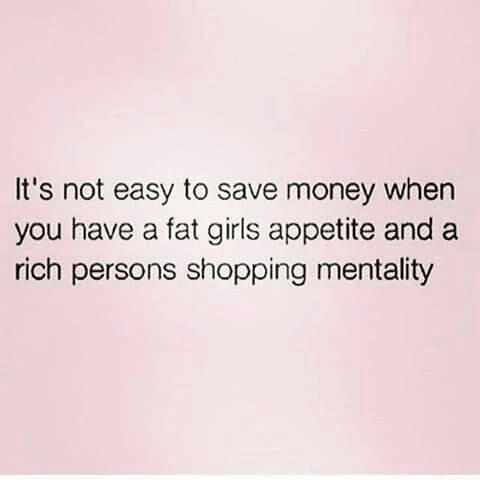 It's not easy to save money when
you have a fat girls appetite and a
rich persons shopping mentality